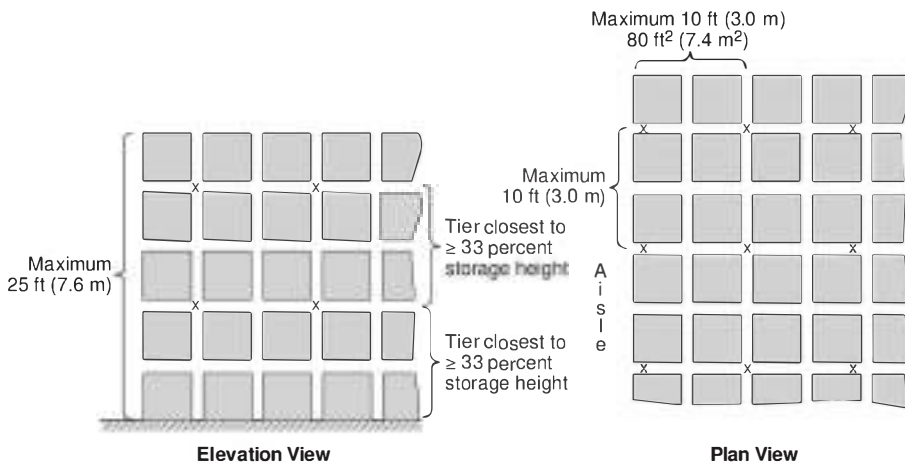 Maximum 10 ft (3.0 m)
80 ft² (7.4 m²)
X X X
Maximum
10 ft (3.0 m)
X X
Tier closest to
≥ 33 percent
storage height
Maximum
25 ft (7.6 m)
X X X
A
i
s
l
e
X X
Tier closest to
≥ 33 percent
storage height
X X X
Elevation View
Plan View